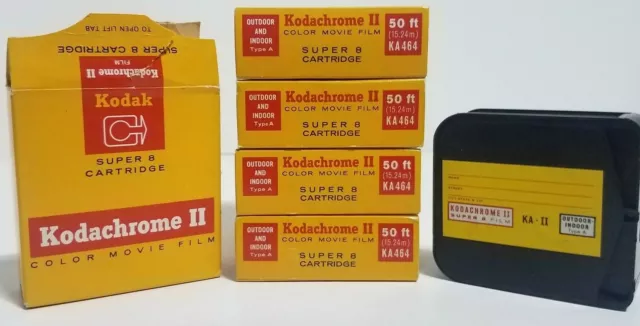 TO OPEN LIFT TAB
SUPER 8 CARTRIDGE
Kodachrome II
FILM
Kodak
SUPER 8
CARTRIDGE
Kodachrome II
COLOR MOVIE FILM
OUTDOOR
AND
INDOOR
Type A
Kodachrome II
COLOR MOVIE FILM
SUPER 8
CARTRIDGE
50 ft
(15.24m)
KA464
OUTDOOR
AND
INDOOR
Type A
Kodachrome II
COLOR MOVIE FILM
SUPER 8
CARTRIDGE
50 ft
(15.24m)
KA464
OUTDOOR
AND
INDOOR
Type A
Kodachrome II
COLOR MOVIE FILM
SUPER 8
CARTRIDGE
50 ft
(15.24m)
KA464
OUTDOOR
AND
INDOOR
Type A
Kodachrome II
COLOR MOVIE FILM
SUPER 8
CARTRIDGE
50 ft
(15.24m)
KA464
KODACHROME II
SUPER 8 FILM
KA-II
OUTDOOR
INDOOR
Type A